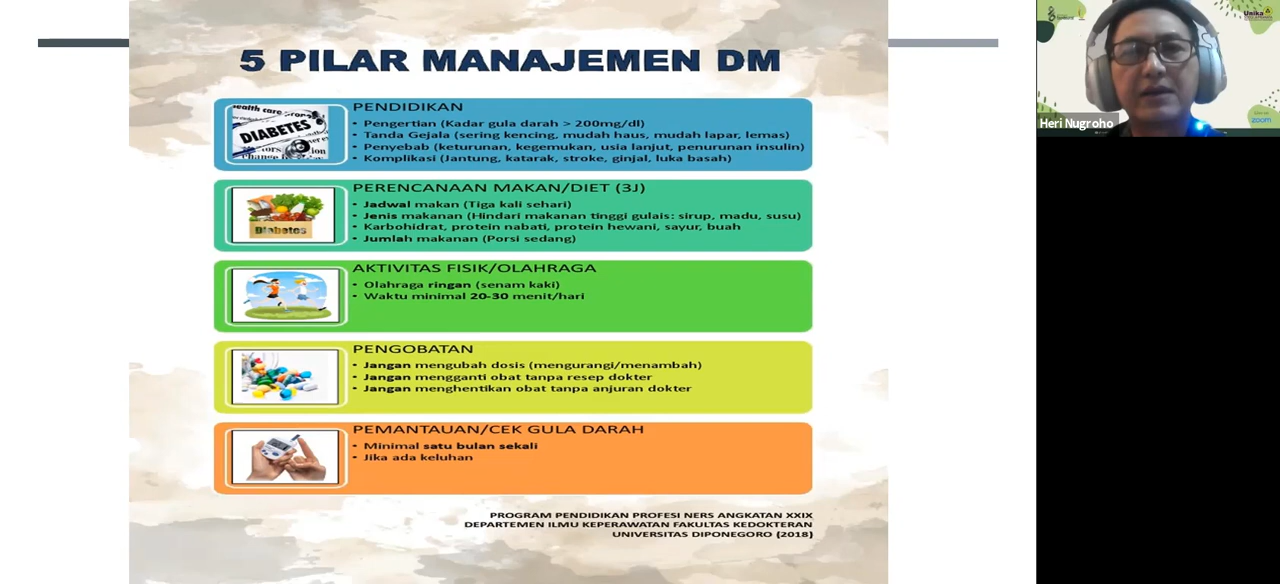 5 PILAR MANAJEMEN DM
health care
DIABETES
PENDIDIKAN
• Pengertian (Kadar gula darah > 200mg/dl)
• Tanda Gejala (sering kencing, mudah haus, mudah lapar, lemas)
• Penyebab (keturunan, kegemukan, usia lanjut, penurunan insulin)
• Komplikasi (Jantung, katarak, stroke, ginjal, luka basah)
Diabetes
PERENCANAAN MAKAN/DIET (3J)
• Jadwal makan (Tiga kali sehari)
• Jenis makanan (Hindari makanan tinggi gulais: sirup, madu, susu)
• Karbohidrat, protein nabati, protein hewani, sayur, buah
• Jumlah makanan (Porsi sedang)
AKTIVITAS FISIK/OLAHRAGA
• Olahraga ringan (senam kaki)
• Waktu minimal 20-30 menit/hari
PENGOBATAN
• Jangan mengubah dosis (mengurangi/menambah)
• Jangan mengganti obat tanpa resep dokter
• Jangan menghentikan obat tanpa anjuran dokter
PEMANTAUAN/CEK GULA DARAH
• Minimal satu bulan sekali
• Jika ada keluhan
PROGRAM PENDIDIKAN PROFESI NERS ANGKATAN XXIX
DEPARTEMEN ILMU KEPERAWATAN FAKULTAS KEDOKTERAN
UNIVERSITAS DIPONEGORO (2018)
Unika
Heri Nugroho
zoom